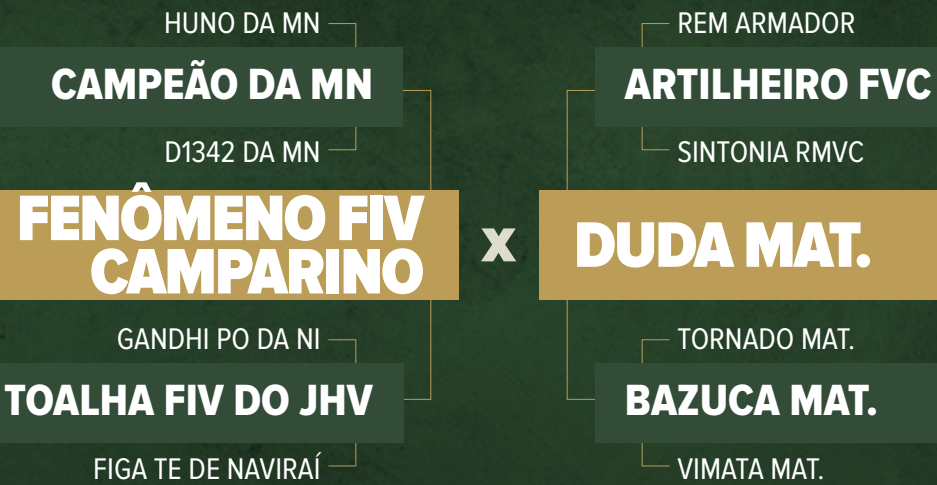 HUNO DA MN
CAMPEÃO DA MN
D1342 DA MN
FENÔMENO FIV
CAMPARINO
GANDHI PO DA NI
TOALHA FIV DO JHV
FIGA TE DE NAVIRAÍ
X
REM ARMADOR
ARTILHEIRO FVC
SINTONIA RMVC
DUDA MAT.
TORNADO MAT.
BAZUCA MAT.
VIMATA MAT.